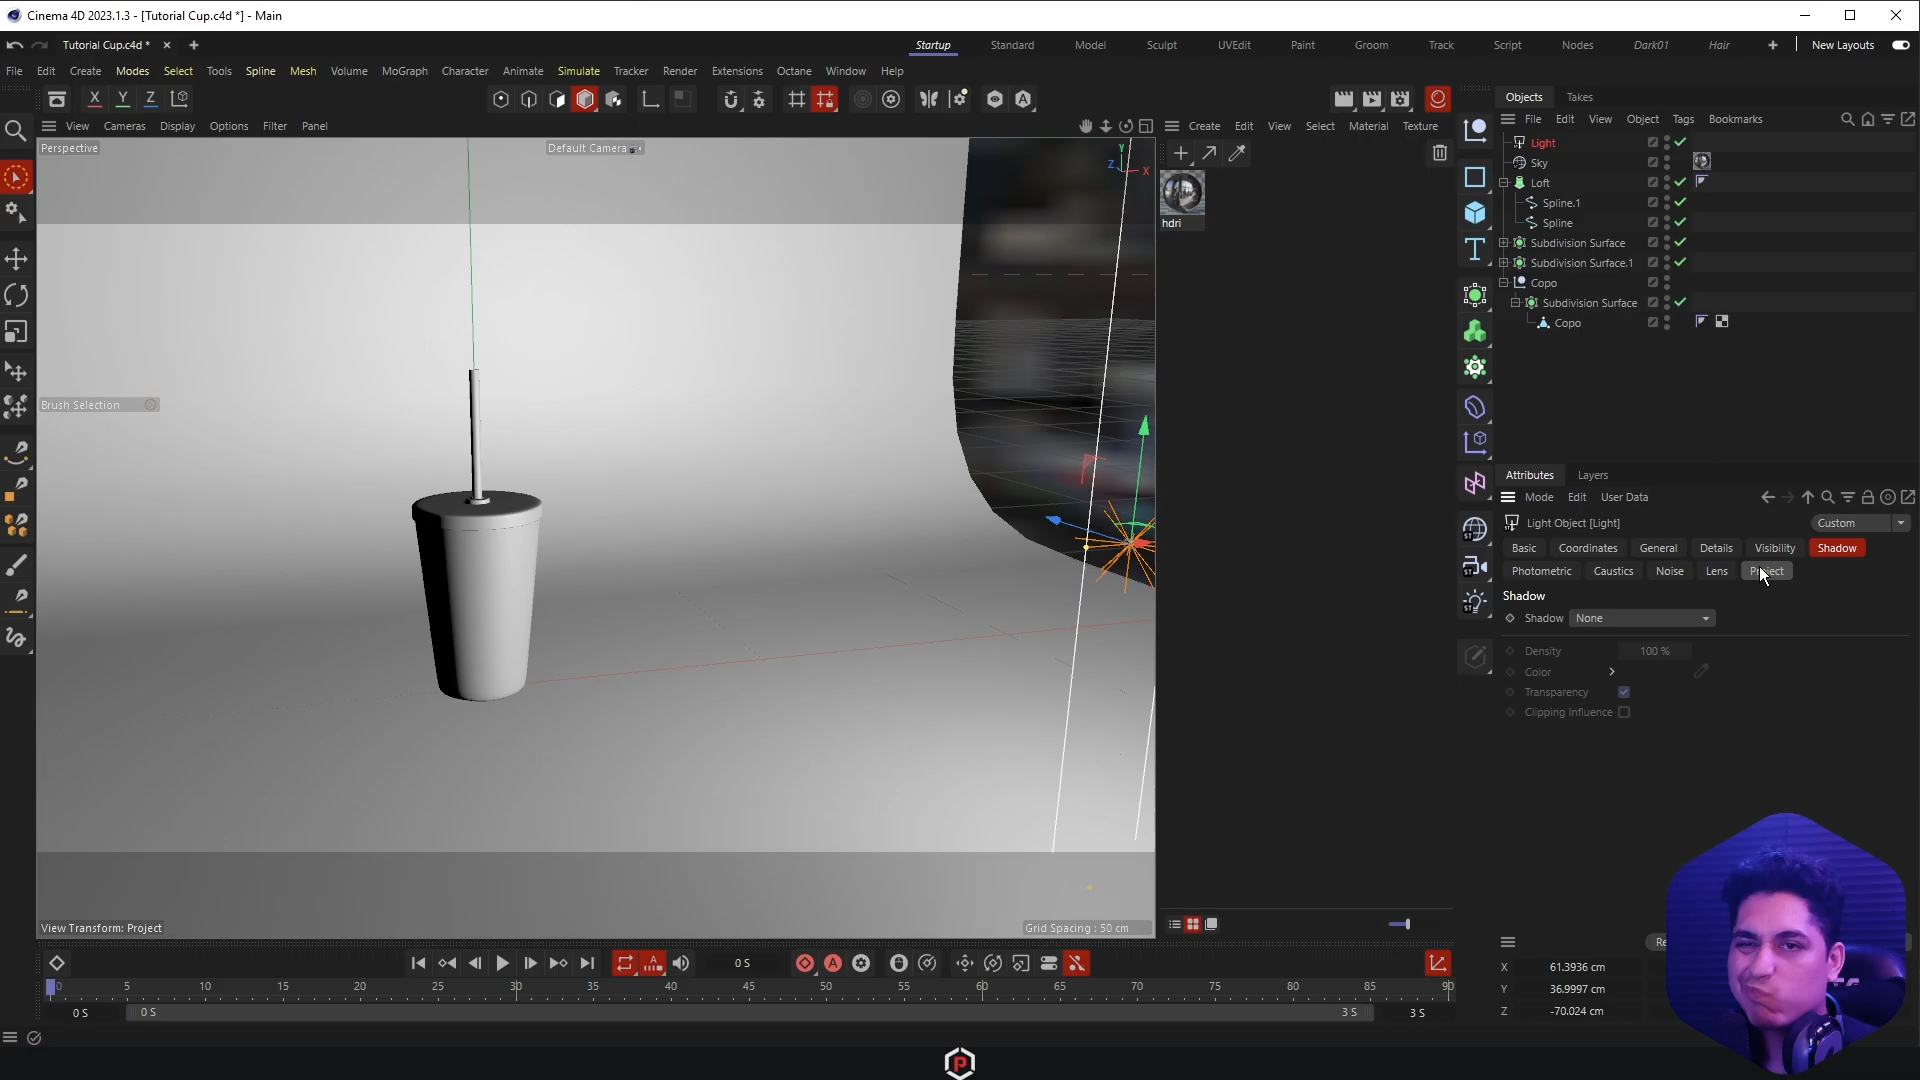 Cinema 4D 2023.1.3 - [Tutorial Cup.c4d *] - Main
Tutorial Cup.c4d *
Startup Standard Model Sculpt UVEdit Paint Groom Track Script Nodes Dark01 Hair New Layouts
File Edit Create Modes Select Tools Spline Mesh Volume MoGraph Character Animate Simulate Tracker Render Extensions Octane Window Help
X Y Z
Objects Takes
View Cameras Display Options Filter Panel
Create Edit View Select Material Texture
File Edit View Object Tags Bookmarks
Perspective
Default Camera
Y
Z
X
hdri
Light
Sky
Loft
Spline.1
Spline
Subdivision Surface
Subdivision Surface.1
Copo
Subdivision Surface
Copo
Brush Selection
Attributes Layers
Mode Edit User Data
Light Object [Light]
Custom
Basic Coordinates General Details Visibility Shadow
Photometric Caustics Noise Lens Project
Shadow
Shadow None
Density 100 %
Color
Transparency
Clipping Influence
View Transform: Project
Grid Spacing : 50 cm
0 S
0 5 10 15 20 25 30 35 40 45 50 55 60 65 70 75 80 85 90
0 S 0 S 3 S 3 S
X 61.3936 cm
Y 36.9997 cm
Z -70.024 cm